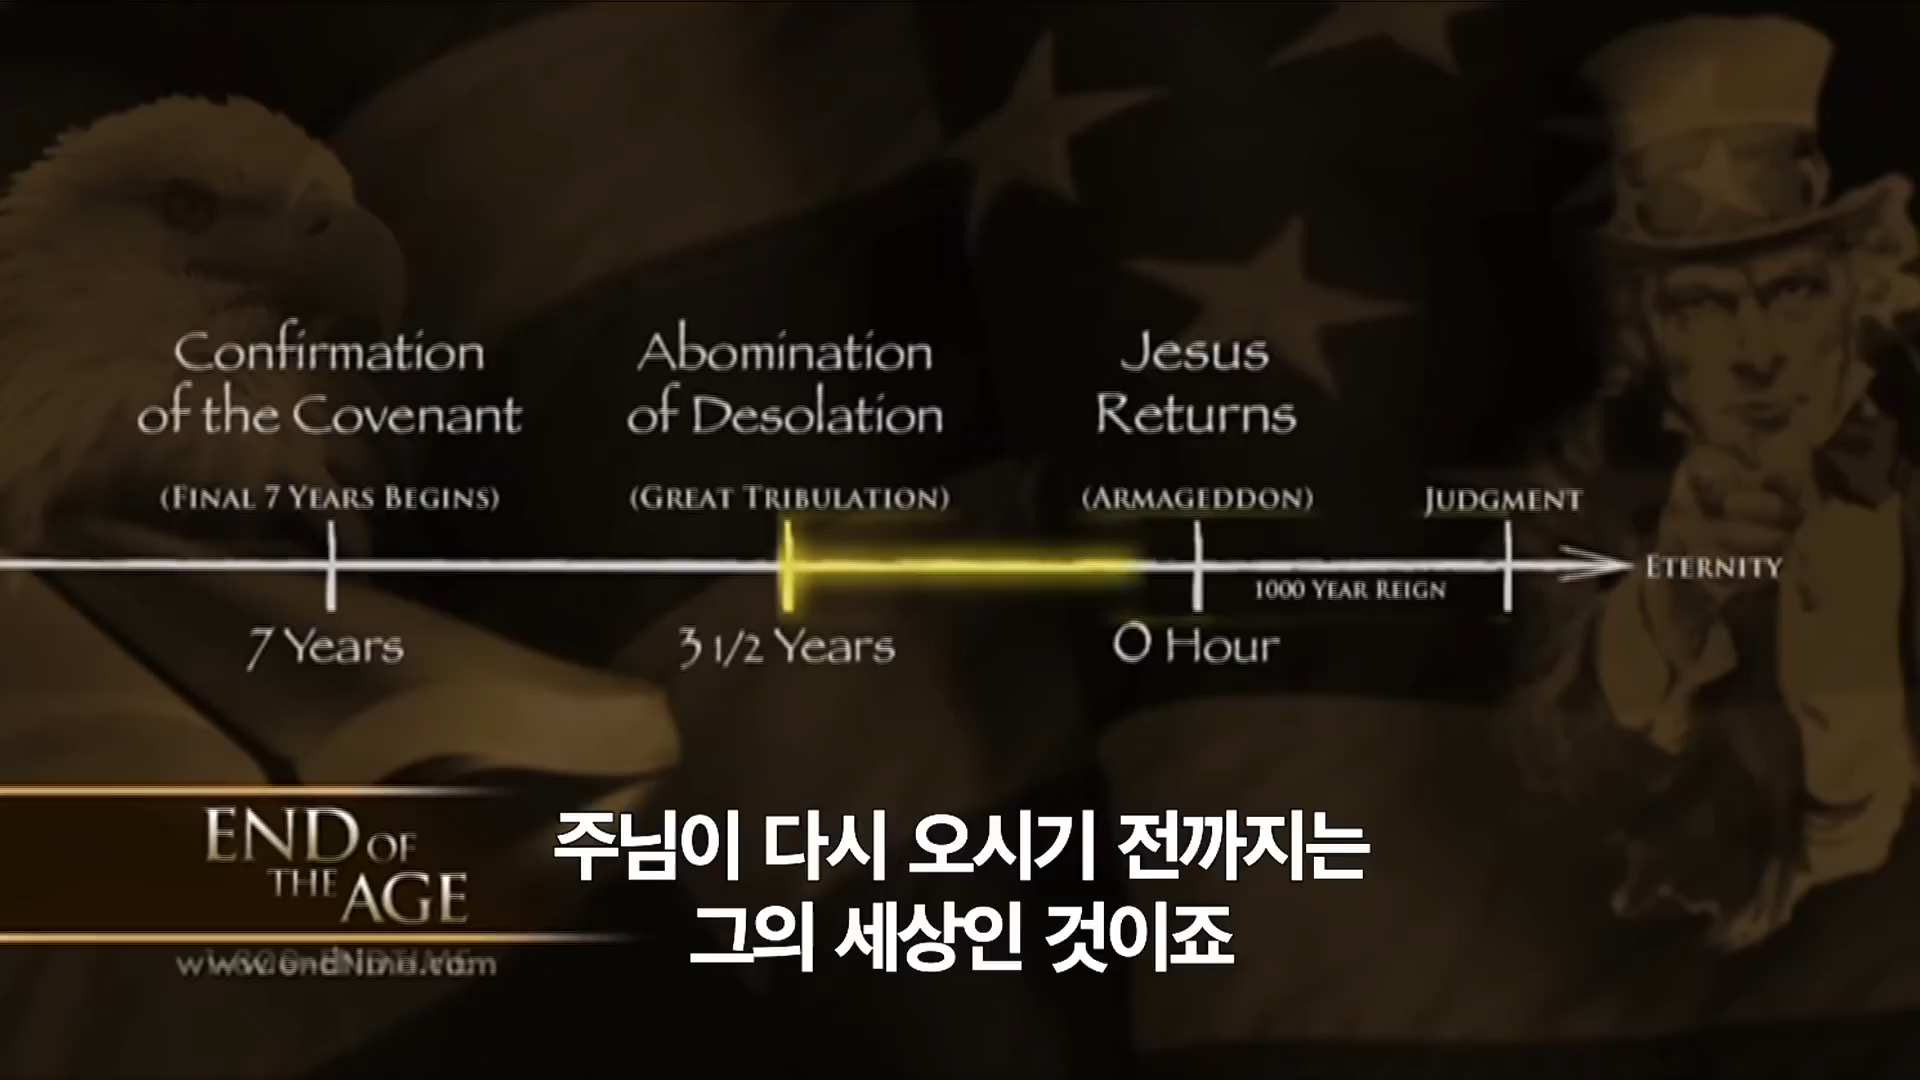 Confirmation
of the Covenant
(Final 7 Years Begins)
7 Years
Abomination
of Desolation
(Great Tribulation)
3 1/2 Years
Jesus
Returns
(Armageddon)
0 Hour
1000 Year Reign
Judgment
Eternity
END OF
THE AGE
주님이 다시 오시기 전까지는
그의 세상인 것이죠